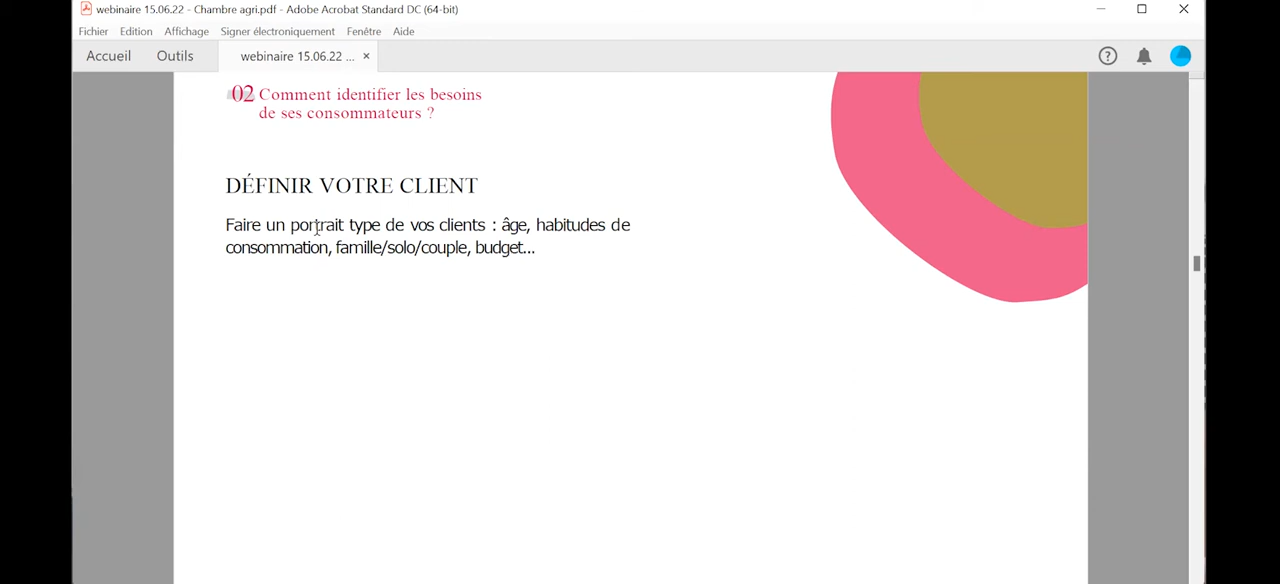 webinaire 15.06.22 - Chambre agri.pdf - Adobe Acrobat Standard DC (64-bit)
Fichier Edition Affichage Signer électroniquement Fenêtre Aide
Accueil Outils webinaire 15.06.22 ... ×
02 Comment identifier les besoins
de ses consommateurs ?
DÉFINIR VOTRE CLIENT
Faire un portrait type de vos clients : âge, habitudes de
consommation, famille/solo/couple, budget...